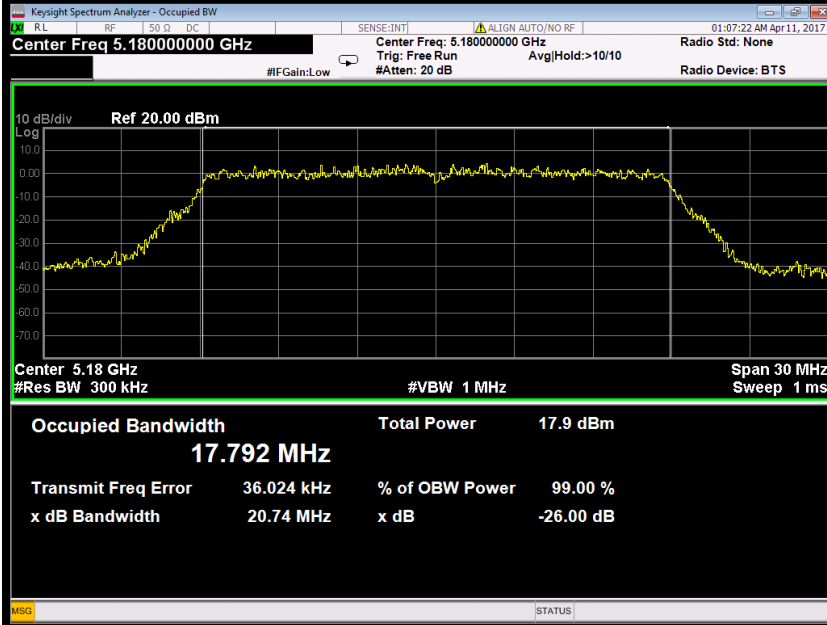 Keysight Spectrum Analyzer - Occupied BW
LXI RL RF 50 Ω DC SENSE:INT ALIGN AUTO/NO RF 01:07:22 AM Apr 11, 2017
Center Freq 5.180000000 GHz Center Freq: 5.180000000 GHz Radio Std: None
Trig: Free Run Avg|Hold:>10/10
#IFGain:Low #Atten: 20 dB Radio Device: BTS
10 dB/div Ref 20.00 dBm
Log
10.0
0.00
-10.0
-20.0
-30.0
-40.0
-50.0
-60.0
-70.0
Center 5.18 GHz Span 30 MHz
#Res BW 300 kHz #VBW 1 MHz Sweep 1 ms
Occupied Bandwidth Total Power 17.9 dBm
17.792 MHz
Transmit Freq Error 36.024 kHz % of OBW Power 99.00 %
x dB Bandwidth 20.74 MHz x dB -26.00 dB
MSG STATUS